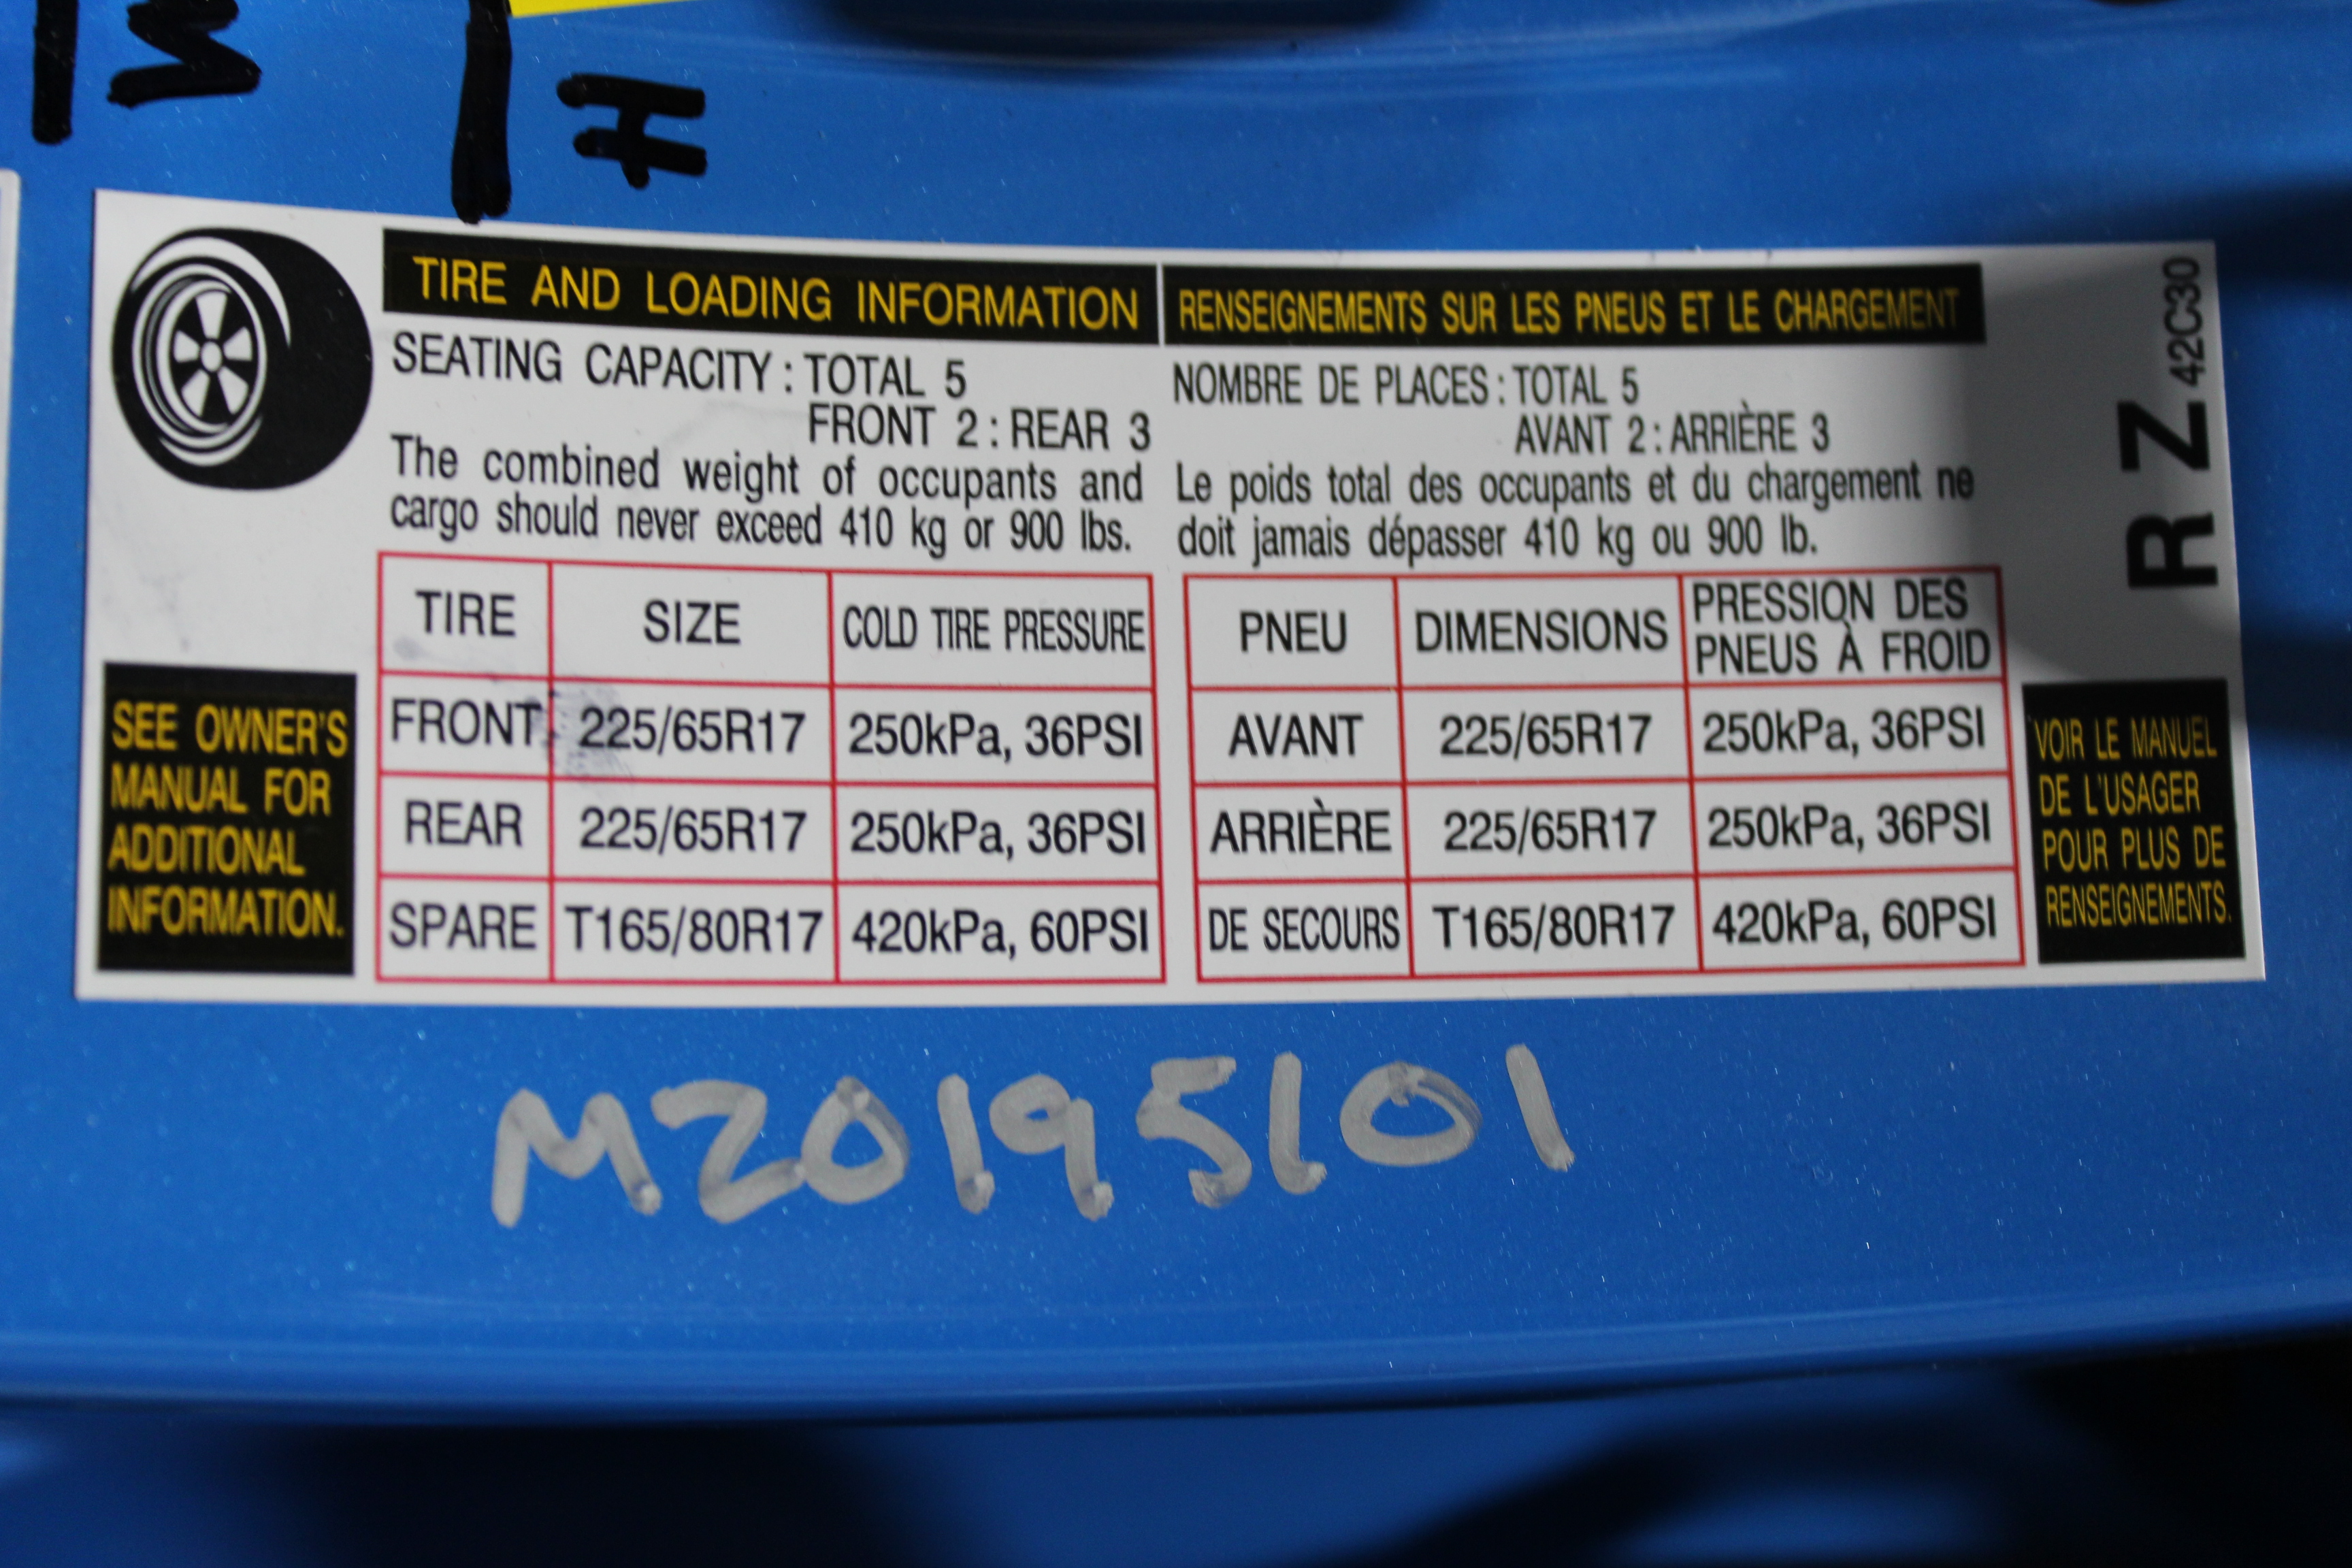 TIRE AND LOADING INFORMATION
SEATING CAPACITY : TOTAL 5
FRONT 2 : REAR 3
The combined weight of occupants and
cargo should never exceed 410 kg or 900 lbs.
TIRE SIZE COLD TIRE PRESSURE
FRONT 225/65R17 250kPa, 36PSI
REAR 225/65R17 250kPa, 36PSI
SPARE T165/80R17 420kPa, 60PSI
SEE OWNER'S
MANUAL FOR
ADDITIONAL
INFORMATION.
RENSEIGNEMENTS SUR LES PNEUS ET LE CHARGEMENT
NOMBRE DE PLACES : TOTAL 5
AVANT 2 : ARRIÈRE 3
Le poids total des occupants et du chargement ne
doit jamais dépasser 410 kg ou 900 lb.
PNEU DIMENSIONS PRESSION DES
PNEUS À FROID
AVANT 225/65R17 250kPa, 36PSI
ARRIÈRE 225/65R17 250kPa, 36PSI
DE SECOURS T165/80R17 420kPa, 60PSI
VOIR LE MANUEL
DE L'USAGER
POUR PLUS DE
RENSEIGNEMENTS.
R Z 42C30
MZ0195101